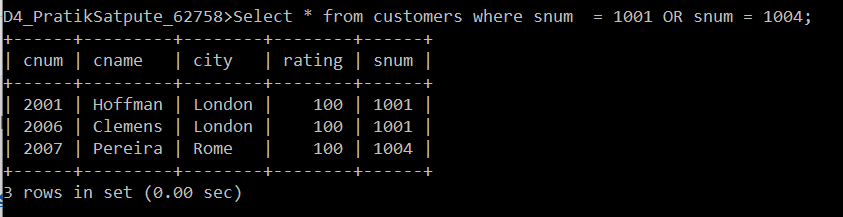 D4_PratikSatpute_62758>Select * from customers where snum  = 1001 OR snum = 1004;
+------+---------+--------+--------+------+
| cnum | cname   | city   | rating | snum |
+------+---------+--------+--------+------+
| 2001 | Hoffman | London |    100 | 1001 |
| 2006 | Clemens | London |    100 | 1001 |
| 2007 | Pereira | Rome   |    100 | 1004 |
+------+---------+--------+--------+------+
3 rows in set (0.00 sec)